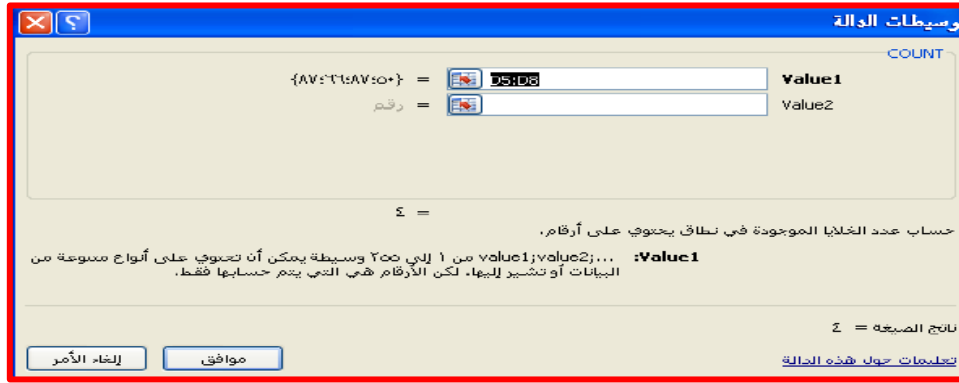 وسيطات الدالة
COUNT
Value1 D5:D8 = {٨٧؛٦٦؛٨٧؛٥٠}
Value2 = رقم
= ٤
حساب عدد الخلايا الموجودة في نطاق يحتوي على أرقام.
Value1: value1;value2;... من ١ إلى ٢٥٥ وسيطة يمكن أن تحتوي على أنواع متنوعة من
البيانات أو تشير إليها، لكن الأرقام هي التي يتم حسابها فقط.
ناتج الصيغة = ٤
تعليمات حول هذه الدالة
موافق
إلغاء الأمر